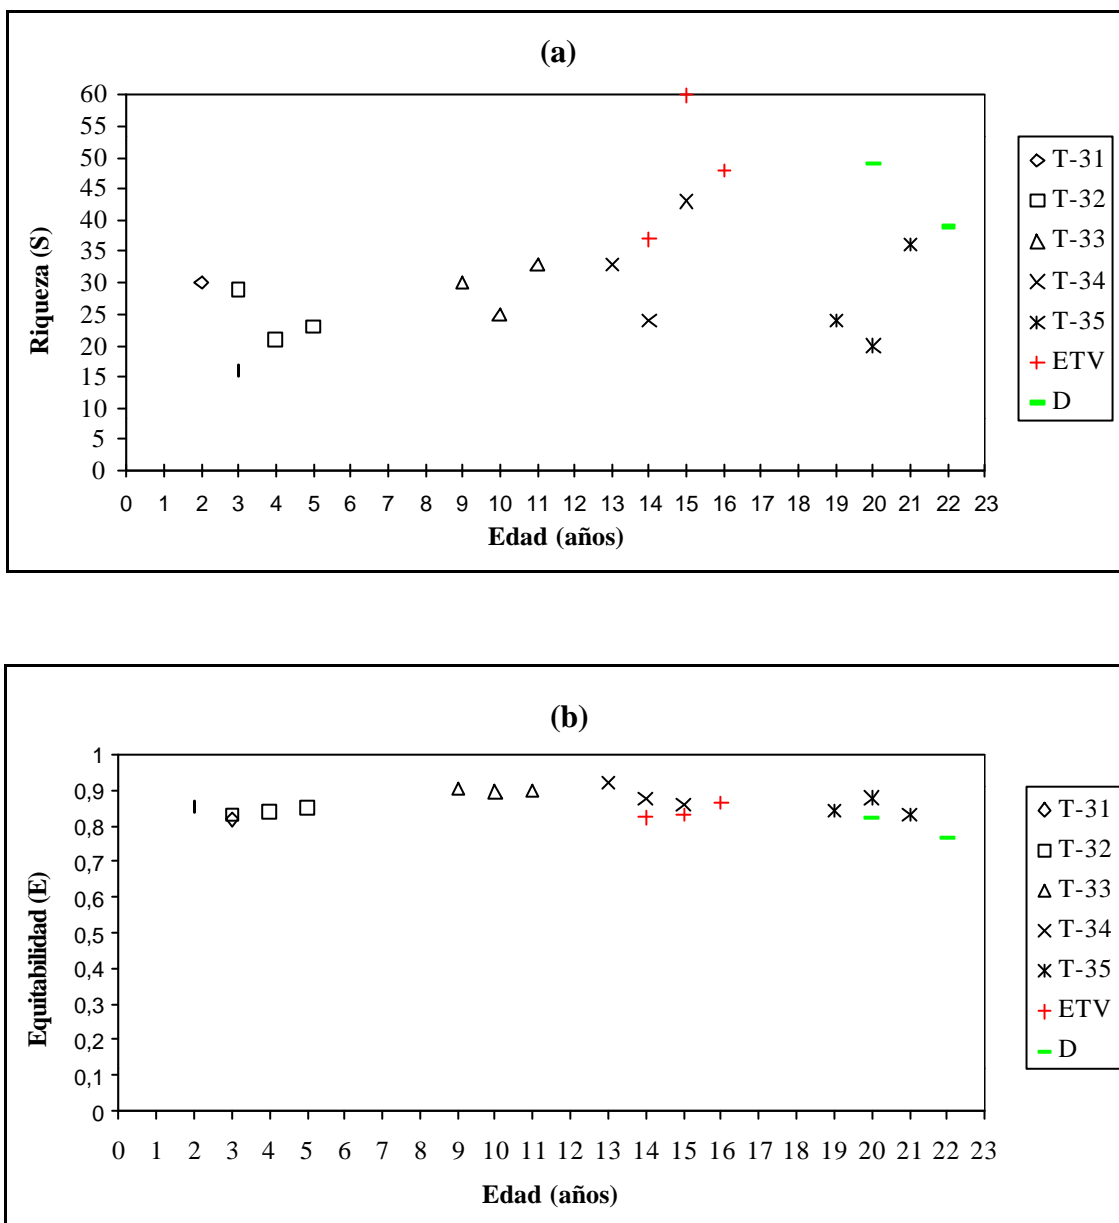 (a)
60
55
50
45
40
35
30
25
20
15
10
5
0
Riqueza (S)
0 1 2 3 4 5 6 7 8 9 10 11 12 13 14 15 16 17 18 19 20 21 22 23
Edad (años)
T-31
T-32
T-33
T-34
T-35
ETV
D
(b)
1
0,9
0,8
0,7
0,6
0,5
0,4
0,3
0,2
0,1
0
Equitabilidad (E)
0 1 2 3 4 5 6 7 8 9 10 11 12 13 14 15 16 17 18 19 20 21 22 23
Edad (años)
T-31
T-32
T-33
T-34
T-35
ETV
D